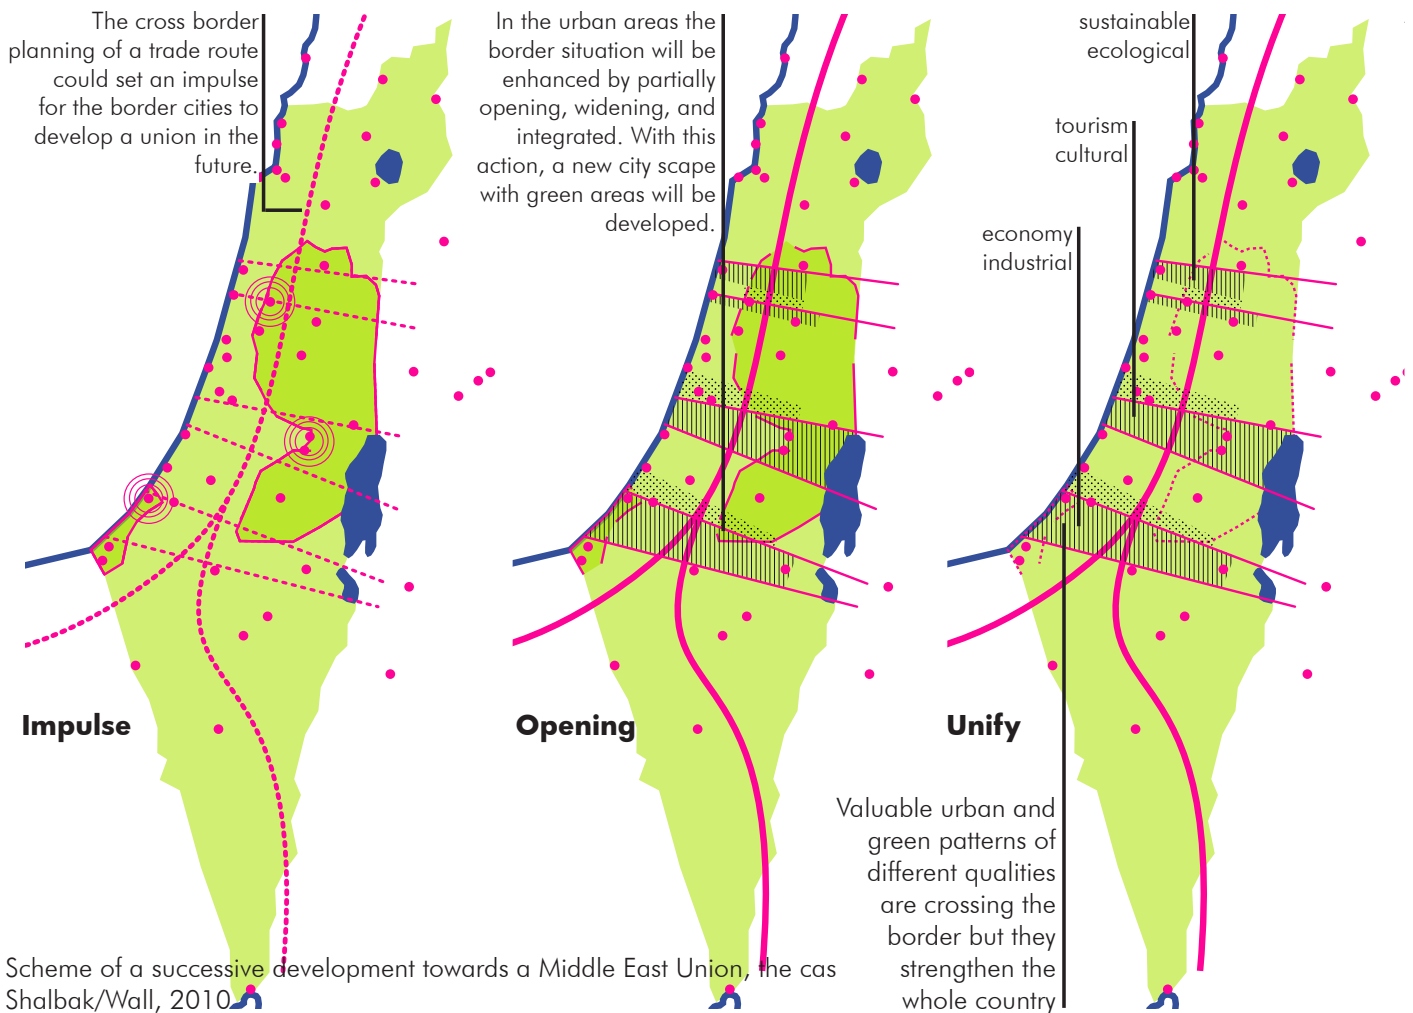 The cross border
planning of a trade route
could set an impulse
for the border cities to
develop a union in the
future.
In the urban areas the
border situation will be
enhanced by partially
opening, widening, and
integrated. With this
action, a new city scape
with green areas will be
developed.
sustainable
ecological
tourism
cultural
economy
industrial
Impulse
Opening
Unify
Valuable urban and
green patterns of
different qualities
are crossing the
border but they
strengthen the
whole country
Scheme of a successive development towards a Middle East Union, the cas
Shalbak/Wall, 2010